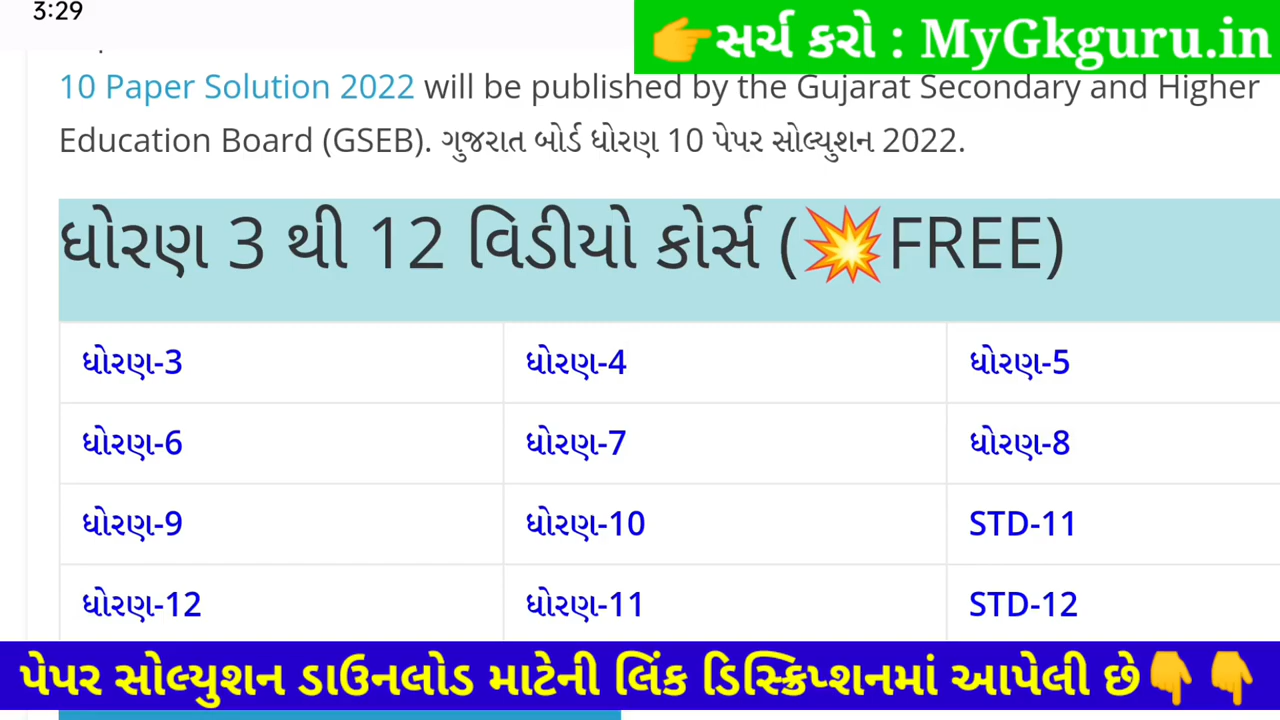 3:29
👉સર્ચ કરો : MyGkguru.in
10 Paper Solution 2022 will be published by the Gujarat Secondary and Higher
Education Board (GSEB). ગુજરાત બોર્ડ ધોરણ 10 પેપર સોલ્યુશન 2022.
ધોરણ 3 થી 12 વિડીયો કોર્સ (💥FREE)
ધોરણ-3 ધોરણ-4 ધોરણ-5
ધોરણ-6 ધોરણ-7 ધોરણ-8
ધોરણ-9 ધોરણ-10 STD-11
ધોરણ-12 ધોરણ-11 STD-12
પેપર સોલ્યુશન ડાઉનલોડ માટેની લિંક ડિસ્ક્રિપ્શનમાં આપેલી છે👇👇